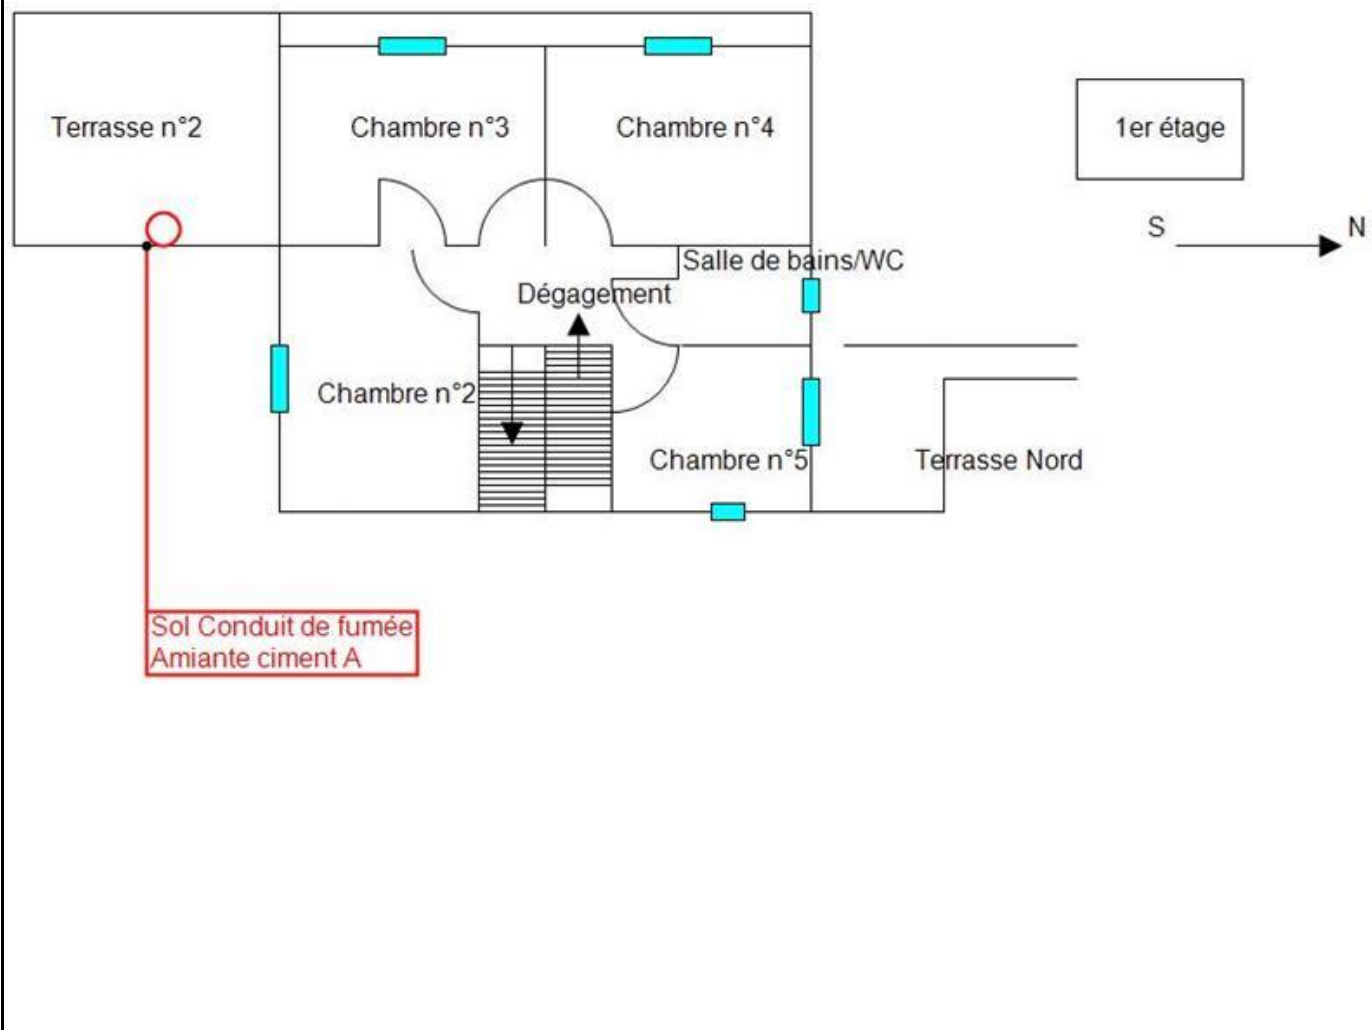 Terrasse n°2
Chambre n°3
Chambre n°4
1er étage
S
N
Salle de bains/WC
Dégagement
Chambre n°2
Chambre n°5
Terrasse Nord
Sol Conduit de fumée
Amiante ciment A